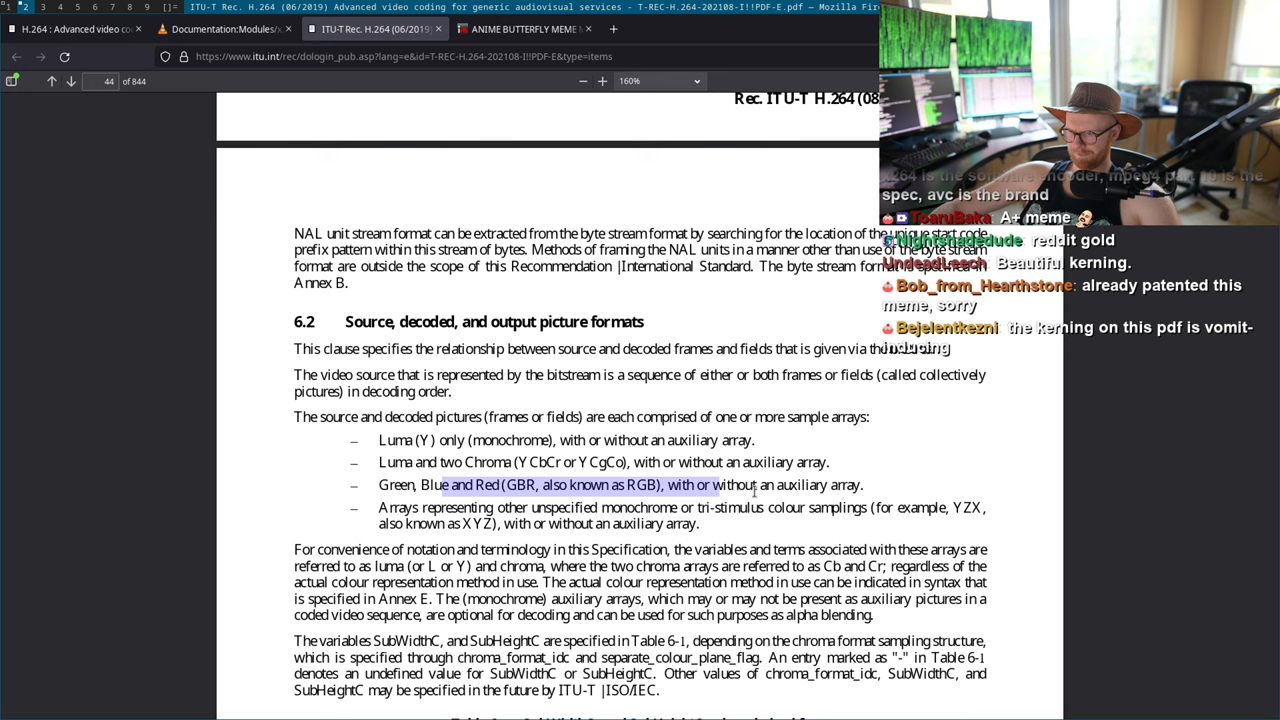 1 2 3 4 5 6 7 8 9 []= ITU-T Rec. H.264 (06/2019) Advanced video coding for generic audiovisual services - T-REC-H.264-202108-I!!PDF-E.pdf — Mozilla Firefox
H.264 : Advanced video co
Documentation:Modules/
ITU-T Rec. H.264 (06/2019)
ANIME BUTTERFLY MEME
https://www.itu.int/rec/dologin_pub.asp?lang=e&id=T-REC-H.264-202108-I!!PDF-E&type=items
44 of 844
160%
Rec. ITU-T H.264 (08
NAL unit stream format can be extracted from the byte stream format by searching for the location of the unique start code
prefix pattern within this stream of bytes. Methods of framing the NAL units in a manner other than use of the byte stream
format are outside the scope of this Recommendation | International Standard. The byte stream format is specified in
Annex B.
6.2 Source, decoded, and output picture formats
This clause specifies the relationship between source and decoded frames and fields that is given via the
The video source that is represented by the bitstream is a sequence of either or both frames or fields (called collectively
pictures) in decoding order.
The source and decoded pictures (frames or fields) are each comprised of one or more sample arrays:
– Luma (Y) only (monochrome), with or without an auxiliary array.
– Luma and two Chroma (YCbCr or YCgCo), with or without an auxiliary array.
– Green, Blue and Red (GBR, also known as RGB), with or without an auxiliary array.
– Arrays representing other unspecified monochrome or tri-stimulus colour samplings (for example, YZX,
also known as XYZ), with or without an auxiliary array.
For convenience of notation and terminology in this Specification, the variables and terms associated with these arrays are
referred to as luma (or L or Y) and chroma, where the two chroma arrays are referred to as Cb and Cr; regardless of the
actual colour representation method in use. The actual colour representation method in use can be indicated in syntax that
is specified in Annex E. The (monochrome) auxiliary arrays, which may or may not be present as auxiliary pictures in a
coded video sequence, are optional for decoding and can be used for such purposes as alpha blending.
The variables SubWidthC, and SubHeightC are specified in Table 6-1, depending on the chroma format sampling structure,
which is specified through chroma_format_idc and separate_colour_plane_flag. An entry marked as "-" in Table 6-1
denotes an undefined value for SubWidthC or SubHeightC. Other values of chroma_format_idc, SubWidthC, and
SubHeightC may be specified in the future by ITU-T | ISO/IEC.
x264 is the software encoder, mpeg4 part 10 is the
spec, avc is the brand
ToaruBaka A+ meme
Nightshadedude reddit gold
UndeadLeech: Beautiful kerning.
Bob_from_Hearthstone: already patented this
meme, sorry
Bejelentkezni the kerning on this pdf is vomit-
inducing